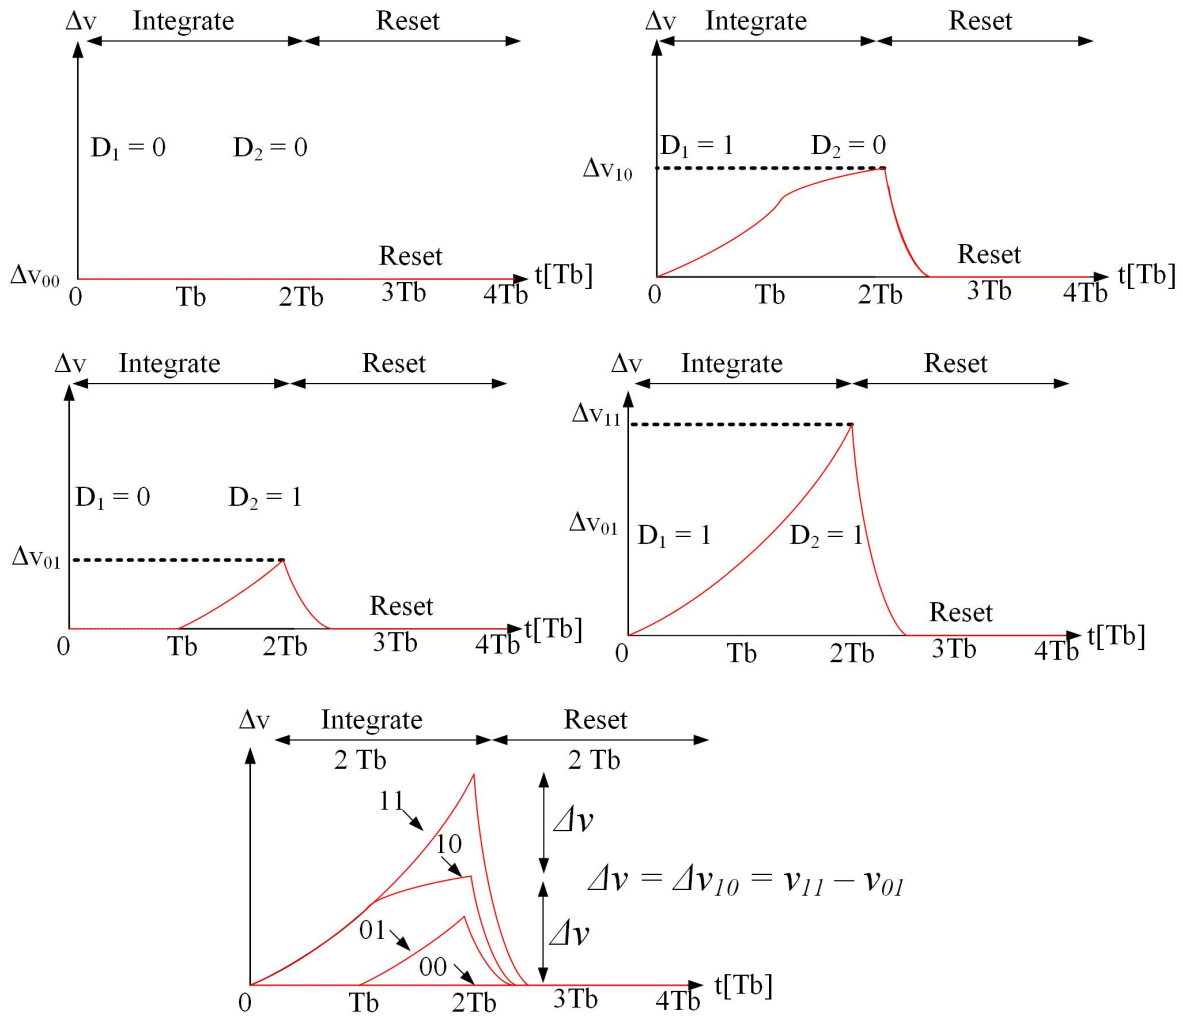 Δv Integrate Reset
D₁ = 0 D₂ = 0
Reset
Δv₀₀ t[Tb]
0 Tb 2Tb 3Tb 4Tb
Δv Integrate Reset
D₁ = 1 D₂ = 0
Δv₁₀
Reset
t[Tb]
0 Tb 2Tb 3Tb 4Tb
Δv Integrate Reset
D₁ = 0 D₂ = 1
Δv₀₁
Reset
t[Tb]
0 Tb 2Tb 3Tb 4Tb
Δv Integrate Reset
Δv₁₁
Δv₀₁ D₁ = 1 D₂ = 1
Reset
t[Tb]
0 Tb 2Tb 3Tb 4Tb
Δv Integrate Reset
2 Tb 2 Tb
11 Δv
10
Δv = Δv₁₀ = v₁₁ – v₀₁
01 Δv
00
t[Tb]
0 Tb 2Tb 3Tb 4Tb